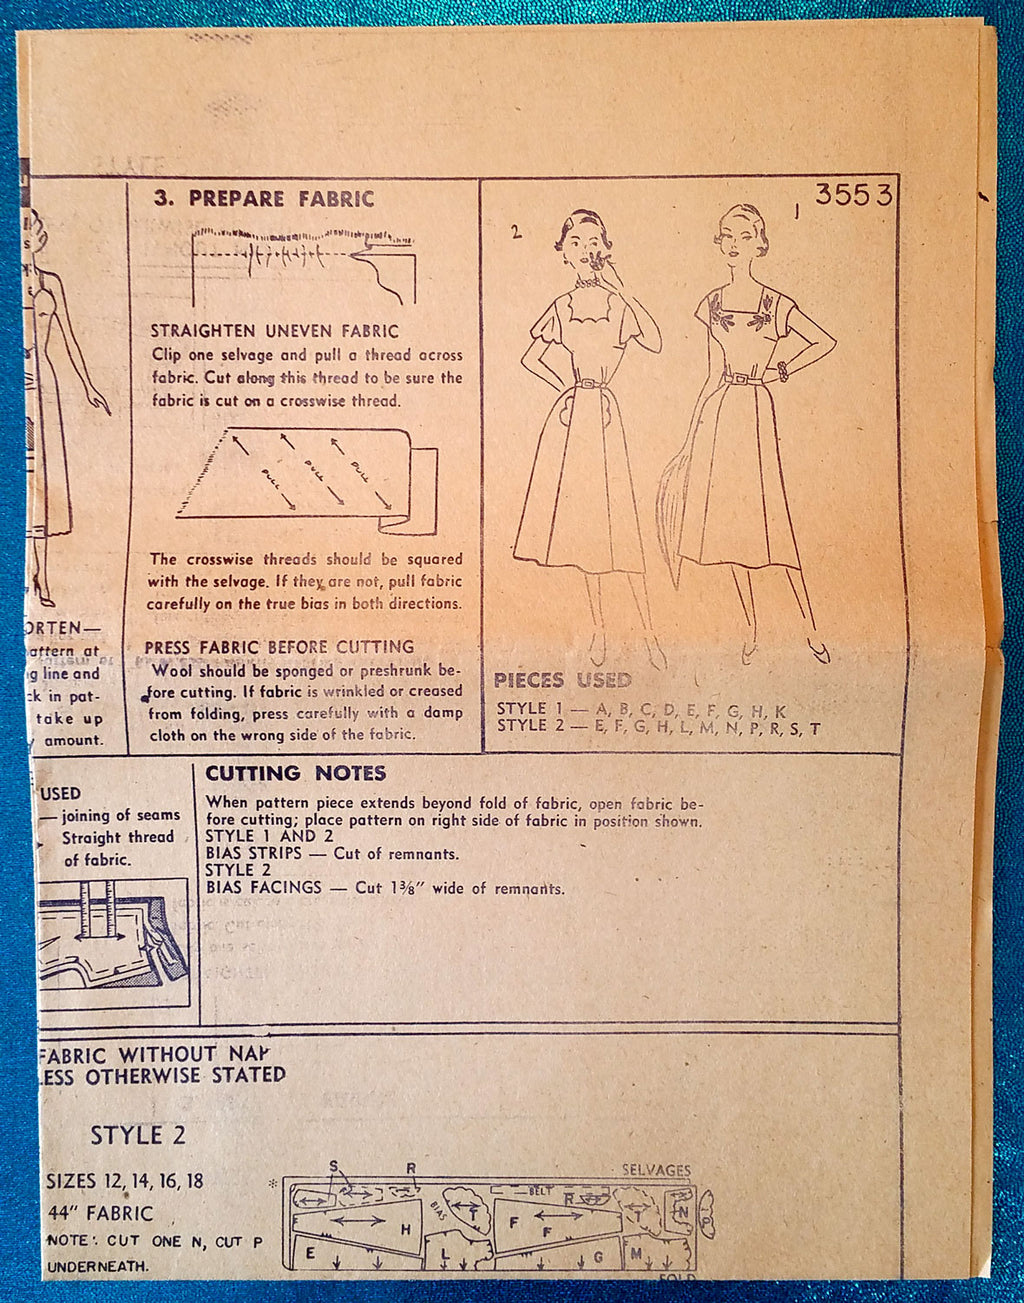 3. PREPARE FABRIC
STRAIGHTEN UNEVEN FABRIC
Clip one selvage and pull a thread across
fabric. Cut along this thread to be sure the
fabric is cut on a crosswise thread.
PULL
PULL
PULL
The crosswise threads should be squared
with the selvage. If they are not, pull fabric
carefully on the true bias in both directions.
PRESS FABRIC BEFORE CUTTING
Wool should be sponged or preshrunk be-
fore cutting. If fabric is wrinkled or creased
from folding, press carefully with a damp
cloth on the wrong side of the fabric.
3553
2
1
PIECES USED
STYLE 1 — A, B, C, D, E, F, G, H, K
STYLE 2 — E, F, G, H, L, M, N, P, R, S, T
ORTEN—
attern at
g line and
ck in pat-
take up
y amount.
USED
— joining of seams
Straight thread
of fabric.
CUTTING NOTES
When pattern piece extends beyond fold of fabric, open fabric be-
fore cutting; place pattern on right side of fabric in position shown.
STYLE 1 AND 2
BIAS STRIPS — Cut of remnants.
STYLE 2
BIAS FACINGS — Cut 1⅜" wide of remnants.
FABRIC WITHOUT NAP
LESS OTHERWISE STATED
STYLE 2
SIZES 12, 14, 16, 18
44" FABRIC
NOTE: CUT ONE N, CUT P
UNDERNEATH.
*
S
R
SELVAGES
BELT
R
BIAS
T
T
N
P
H
F
F
E
L
G
M
FOLD